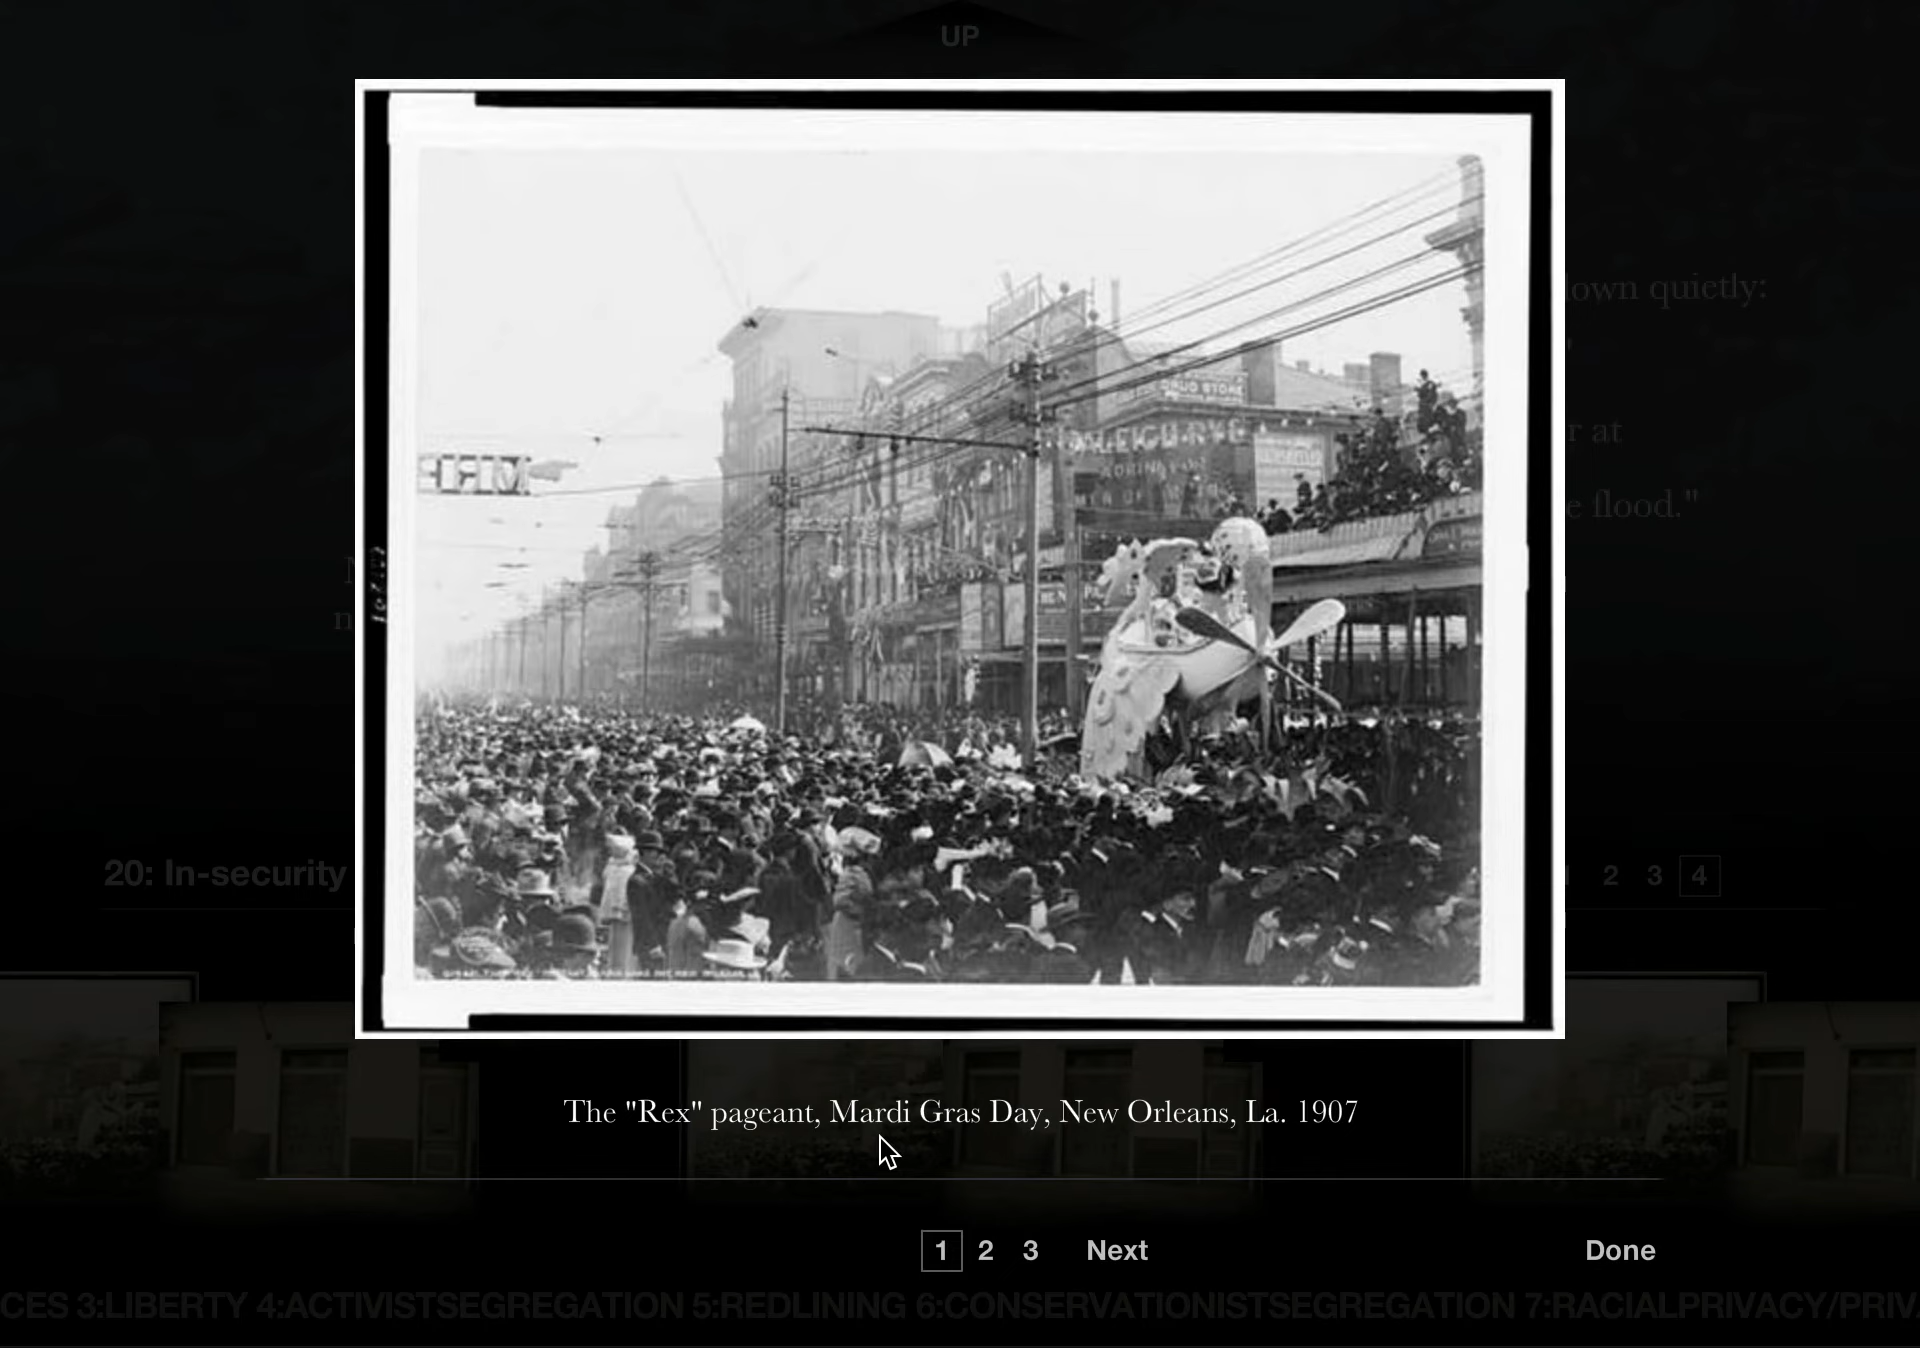 UP
DRUG STORE
own quietly:
r at
e flood."
20: In-security
2 3 4
The "Rex" pageant, Mardi Gras Day, New Orleans, La. 1907
1 2 3 Next Done
CES 3:LIBERTY 4:ACTIVISTSEGREGATION 5:REDLINING 6:CONSERVATIONISTSEGREGATION 7:RACIALPRIVACY/PRIV